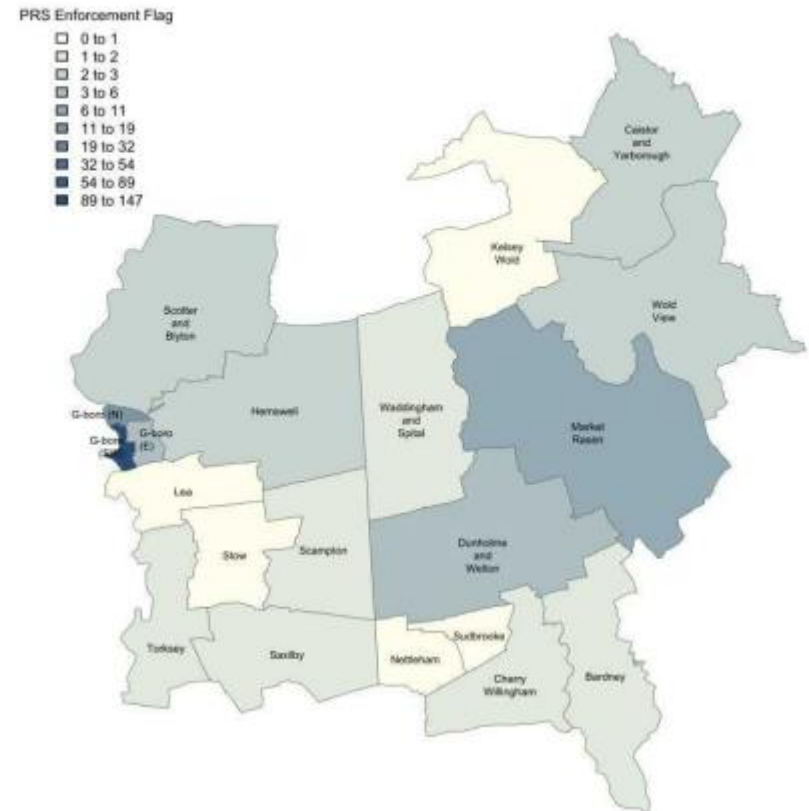 PRS Enforcement Flag
0 to 1
1 to 2
2 to 3
3 to 6
6 to 11
11 to 19
19 to 32
32 to 54
54 to 89
89 to 147
Caistor
and
Yarborough
Kelsey
Wold
Wold
View
Scotter
and
Blyton
Hemswell
Waddingham
and
Spital
Market
Rasen
G-boro (N)
G-boro
(E)
G-boro
Lea
Stow
Scampton
Dunholme
and
Welton
Torksey
Saxilby
Nettleham
Sudbrooke
Cherry
Willingham
Bardney